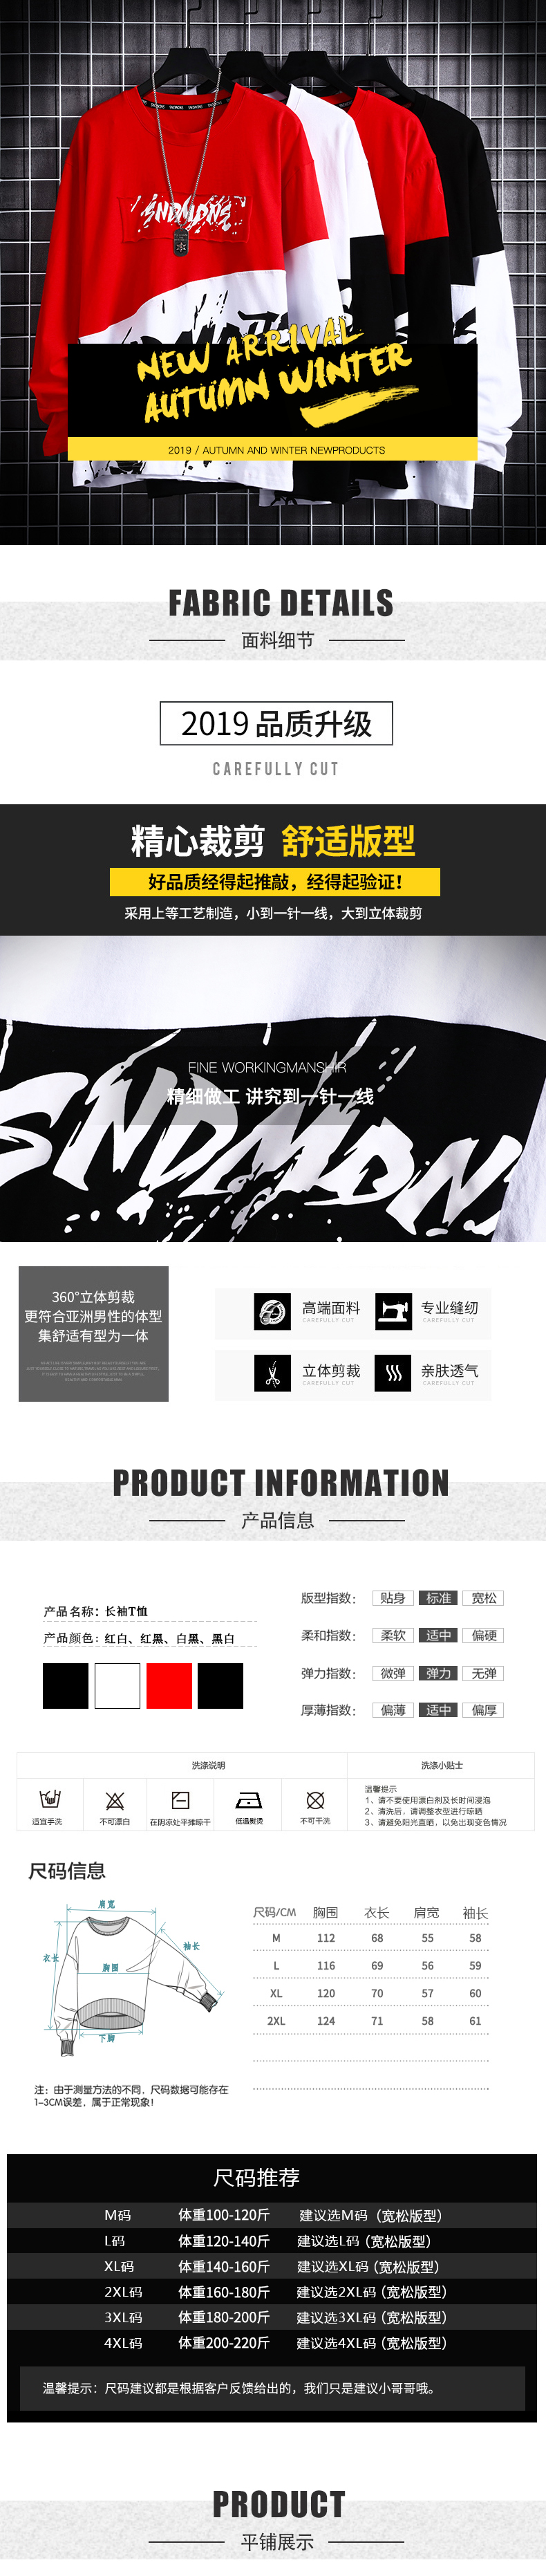 SNDMDNS SNDMDNS
SNDMDNS
NEW ARRIVAL
AUTUMN WINTER
2019 / AUTUMN AND WINTER NEWPRODUCTS
FABRIC DETAILS
面料细节
2019 品质升级
CAREFULLY CUT
精心裁剪 舒适版型
好品质经得起推敲，经得起验证！
采用上等工艺制造，小到一针一线，大到立体裁剪
FINE WORKINGMANSHIR
精细做工 讲究到一针一线
SNDMDN
360°立体剪裁
更符合亚洲男性的体型
集舒适有型为一体
高端面料 专业缝纫
CAREFULLY CUT CAREFULLY CUT
立体剪裁 亲肤透气
CAREFULLY CUT CAREFULLY CUT
PRODUCT INFORMATION
产品信息
产品名称：长袖T恤
产品颜色：红白、红黑、白黑、黑白
版型指数： 贴身 标准 宽松
柔和指数： 柔软 适中 偏硬
弹力指数： 微弹 弹力 无弹
厚薄指数： 偏薄 适中 偏厚
洗涤说明 洗涤小贴士
适宜手洗 不可漂白 在阴凉处平摊晾干 低温熨烫 不可干洗
温馨提示
1、请不要使用漂白剂及长时间浸泡
2、清洗后，请调整衣型进行晾晒
3、请避免阳光直晒，以免出现变色情况
尺码信息
肩宽
袖长
衣长
胸围
下脚
尺码/CM 胸围 衣长 肩宽 袖长
M 112 68 55 58
L 116 69 56 59
XL 120 70 57 60
2XL 124 71 58 61
注：由于测量方法的不同，尺码数据可能存在
1-3CM误差，属于正常现象！
尺码推荐
M码 体重100-120斤 建议选M码（宽松版型）
L码 体重120-140斤 建议选L码（宽松版型）
XL码 体重140-160斤 建议选XL码（宽松版型）
2XL码 体重160-180斤 建议选2XL码（宽松版型）
3XL码 体重180-200斤 建议选3XL码（宽松版型）
4XL码 体重200-220斤 建议选4XL码（宽松版型）
温馨提示：尺码建议都是根据客户反馈给出的，我们只是建议小哥哥哦。
PRODUCT
平铺展示